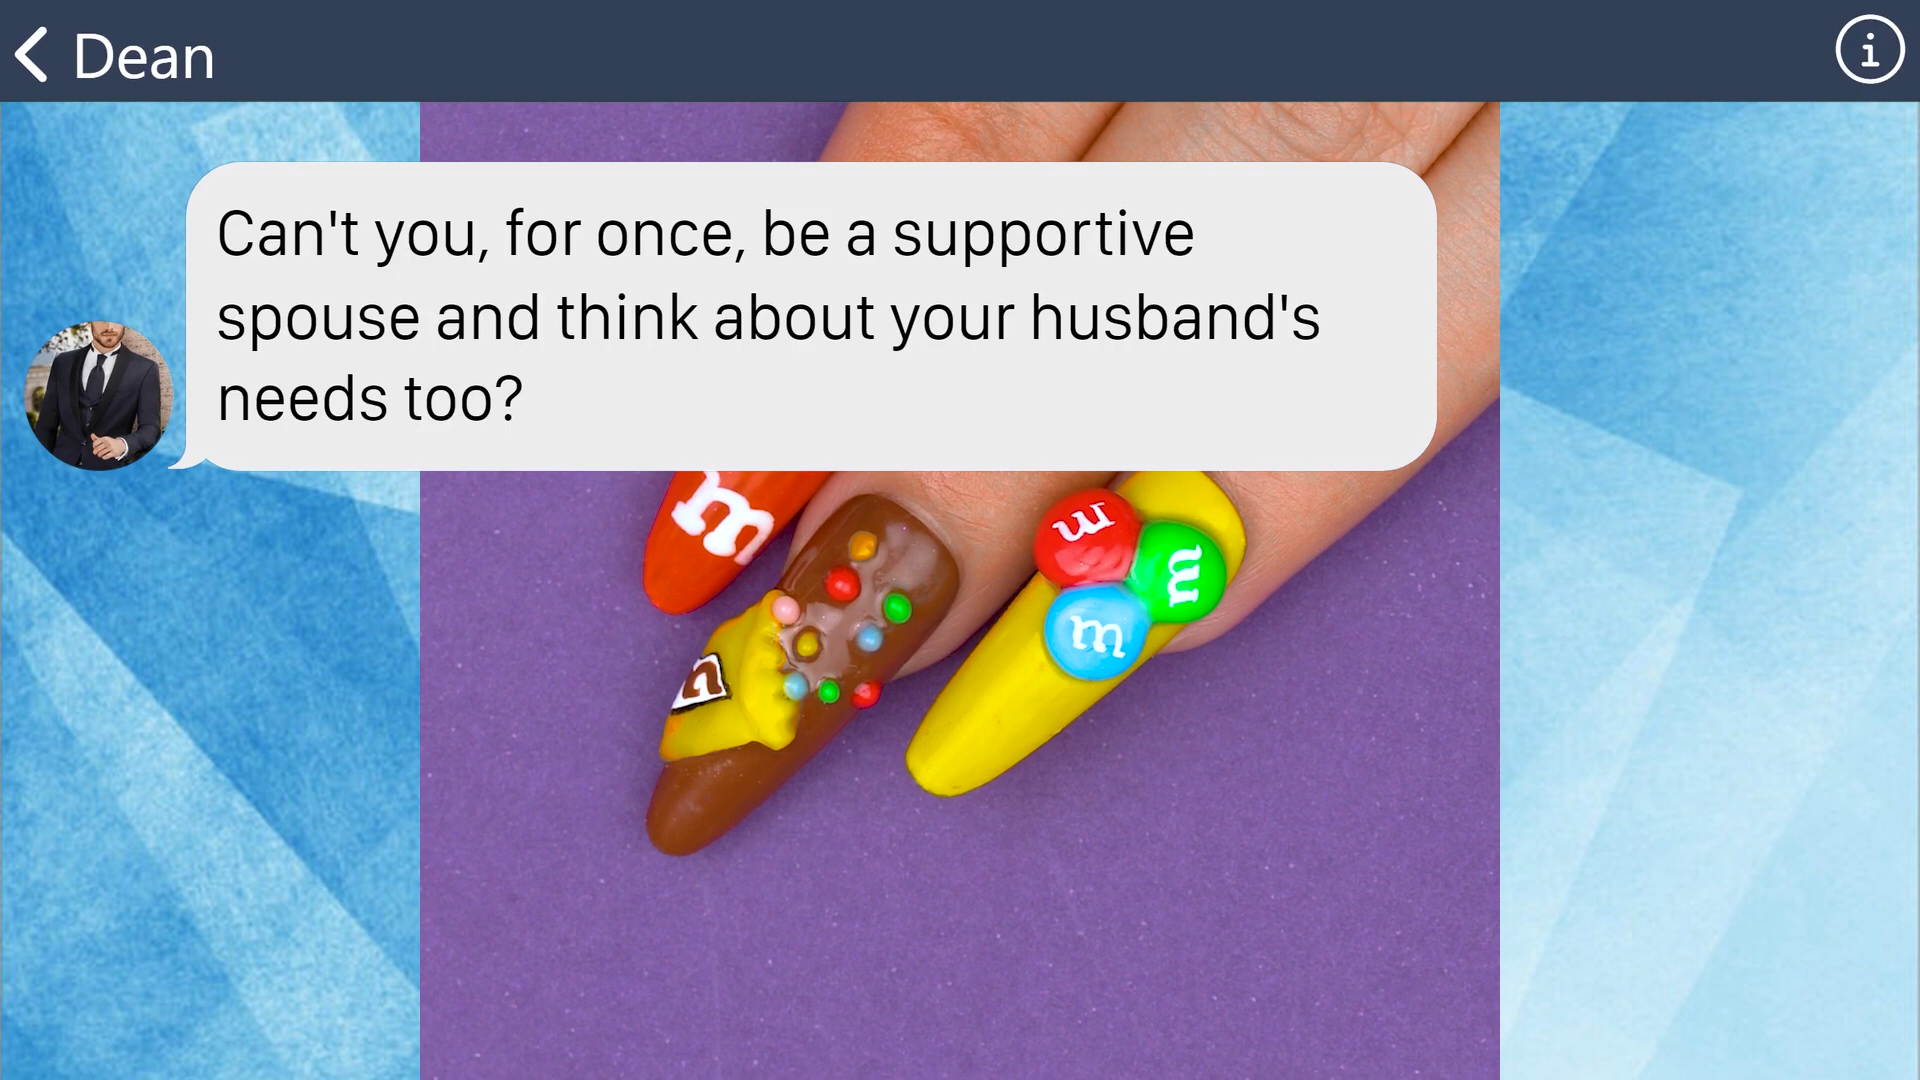 Dean
Can't you, for once, be a supportive
spouse and think about your husband's
needs too?
m
m
m
m